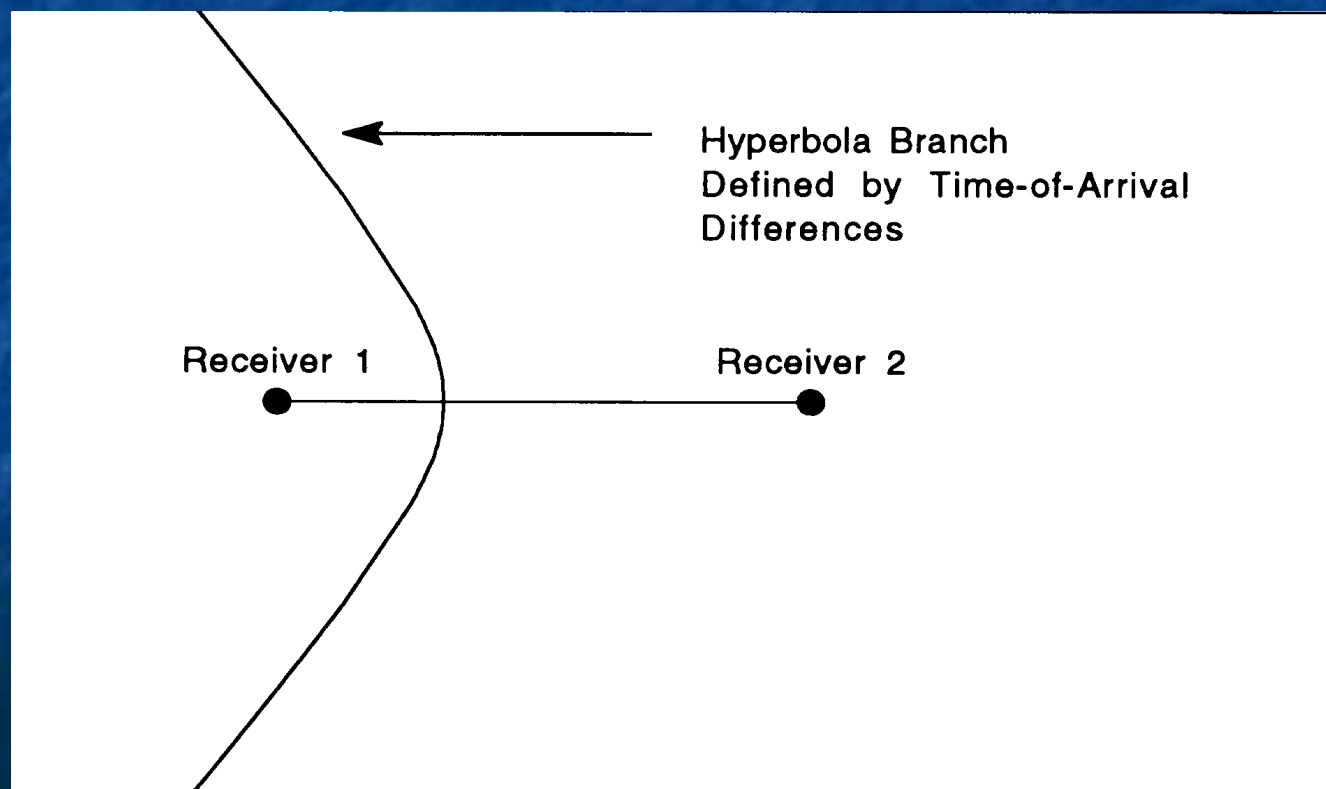 Hyperbola Branch
Defined by Time-of-Arrival
Differences
Receiver 1
Receiver 2